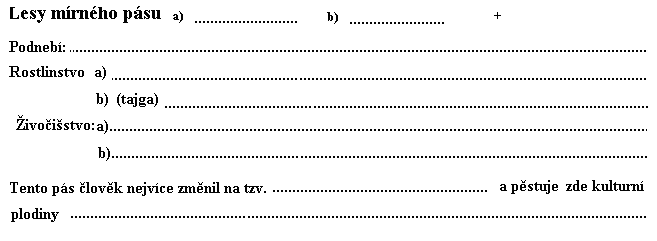 Lesy mírného pásu a) ........................... b) ........................... +
Podnebí: ............................................................
Rostlinstvo a) ............................................................
b) (tajga) ............................................................
Živočišstvo: a)............................................................
b)............................................................
Tento pás člověk nejvíce změnil na tzv. ........................................ a pěstuje zde kulturní
plodiny ............................................................